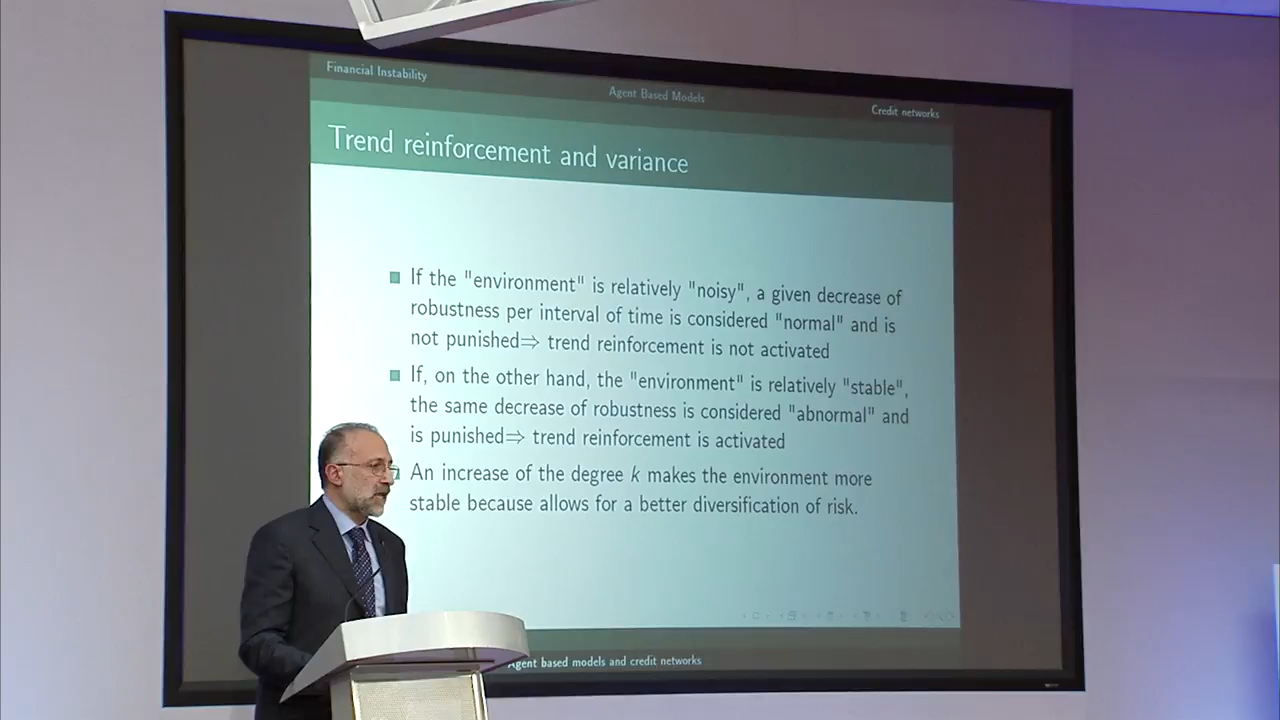 Financial Instability
Agent Based Models
Credit networks
Trend reinforcement and variance
If the "environment" is relatively "noisy", a given decrease of
robustness per interval of time is considered "normal" and is
not punished⇒ trend reinforcement is not activated
If, on the other hand, the "environment" is relatively "stable",
the same decrease of robustness is considered "abnormal" and
is punished⇒ trend reinforcement is activated
An increase of the degree k makes the environment more
stable because allows for a better diversification of risk.
Agent based models and credit networks